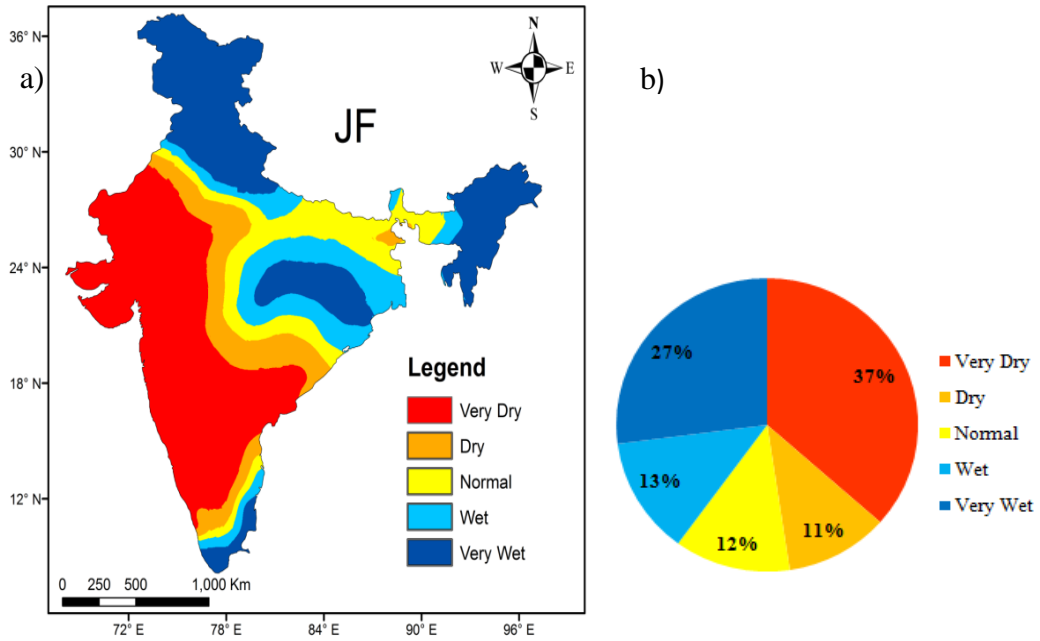 a)
36° N
30° N
24° N
18° N
12° N
72° E
78° E
84° E
90° E
96° E
JF
N
W
E
S
Legend
Very Dry
Dry
Normal
Wet
Very Wet
0 250 500 1,000 Km
b)
37%
11%
12%
13%
27%
Very Dry
Dry
Normal
Wet
Very Wet